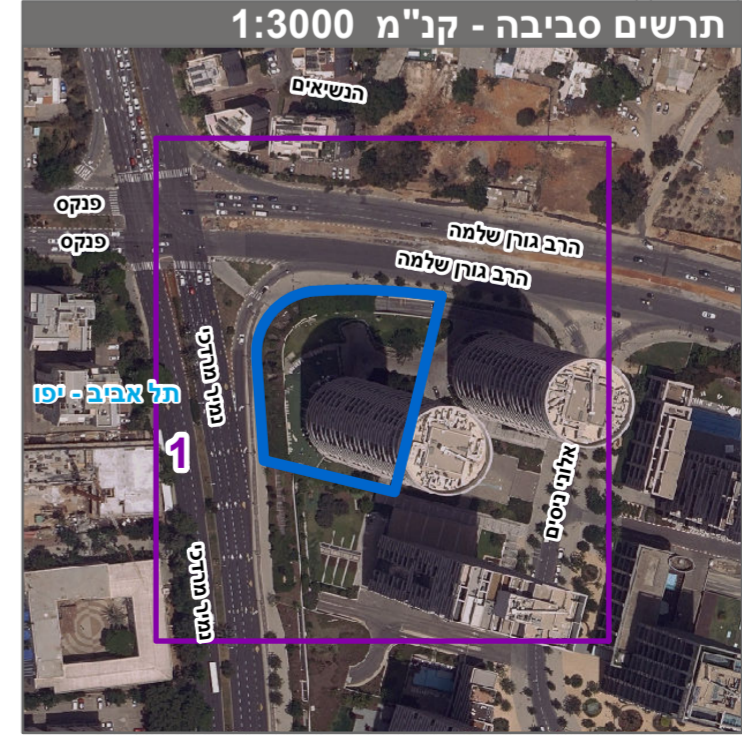 תרשים סביבה - קנ"מ 1:3000
הנשיאים
פנקס
פנקס
הרב גורן שלמה
הרב גורן שלמה
נמיר מרדכי
תל אביב - יפו
1
אלוני ניסים
נמיר מרדכי